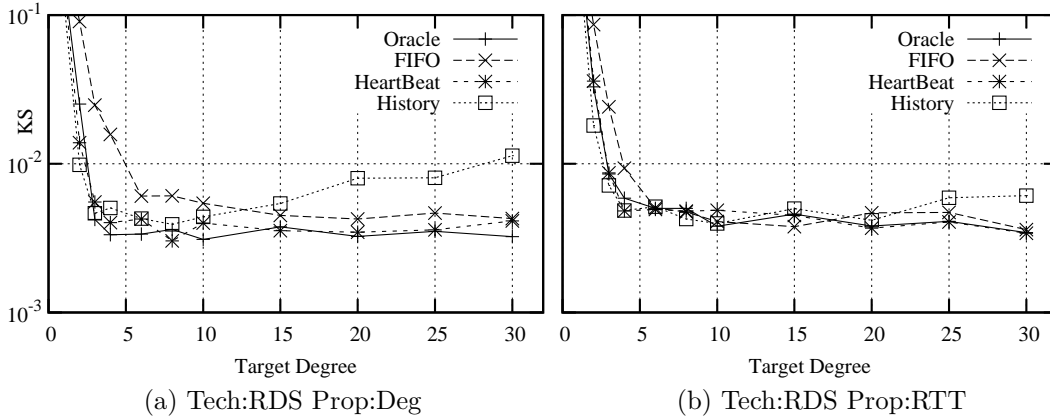 10-1
10-2
10-3
KS
Oracle
FIFO
HeartBeat
History
0 5 10 15 20 25 30
Target Degree
(a) Tech:RDS Prop:Deg
Oracle
FIFO
HeartBeat
History
0 5 10 15 20 25 30
Target Degree
(b) Tech:RDS Prop:RTT